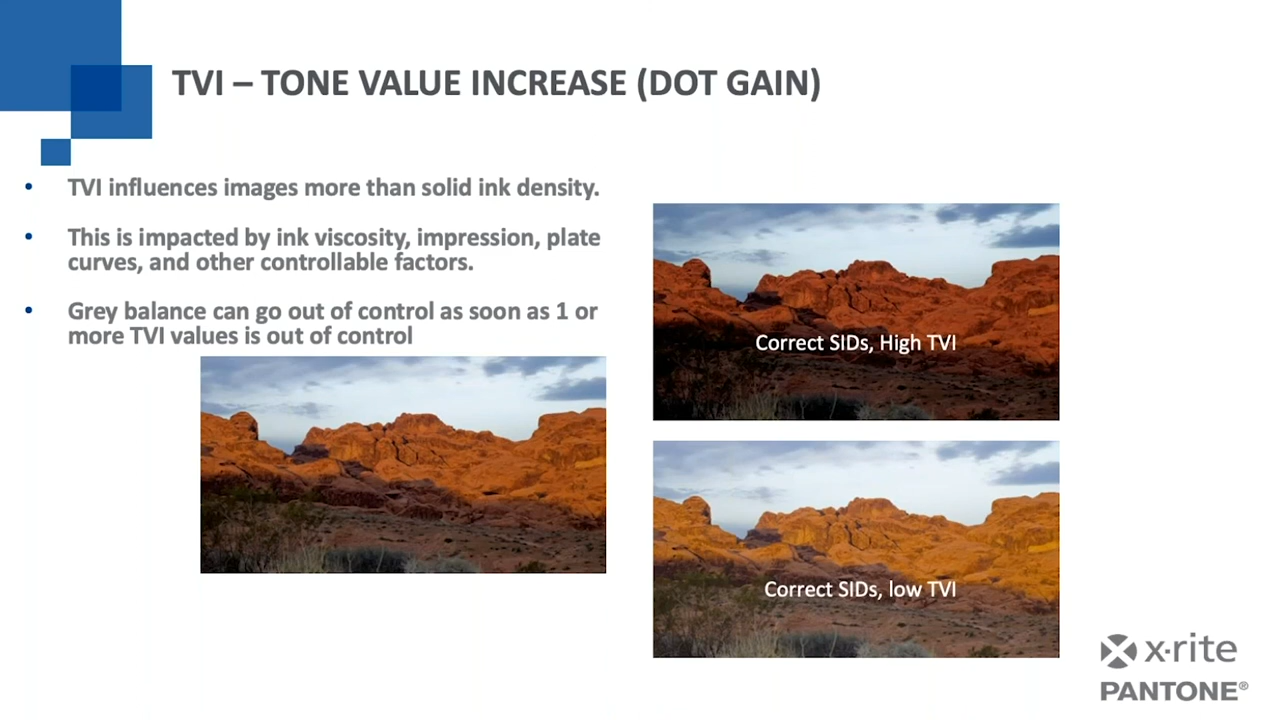 TVI – TONE VALUE INCREASE (DOT GAIN)
• TVI influences images more than solid ink density.
• This is impacted by ink viscosity, impression, plate
curves, and other controllable factors.
• Grey balance can go out of control as soon as 1 or
more TVI values is out of control
Correct SIDs, High TVI
Correct SIDs, low TVI
x·rite
PANTONE®